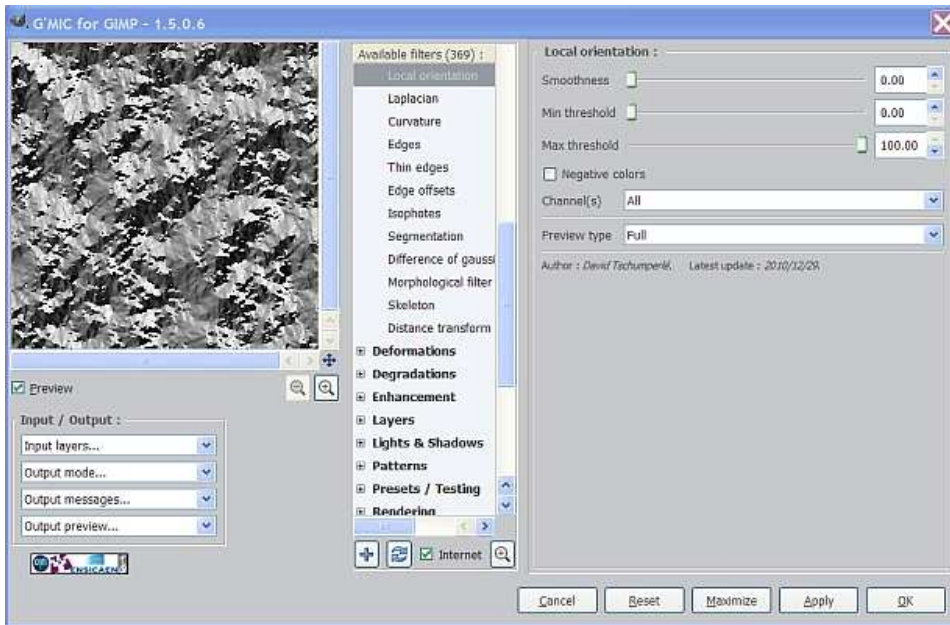 G'MIC for GIMP - 1.5.0.6
Available filters (369) :
Local orientation
Laplacian
Curvature
Edges
Thin edges
Edge offsets
Isophotes
Segmentation
Difference of gaussi
Morphological filter
Skeleton
Distance transform
Deformations
Degradations
Enhancement
Layers
Lights & Shadows
Patterns
Presets / Testing
Rendering
Internet
Preview
Input / Output :
Input layers...
Output mode...
Output messages...
Output preview...
ENSICAEN
Local orientation :
Smoothness 0.00
Min threshold 0.00
Max threshold 100.00
Negative colors
Channel(s) All
Preview type Full
Author : David Tschumperlé. Latest update : 2010/12/29.
Cancel Reset Maximize Apply OK